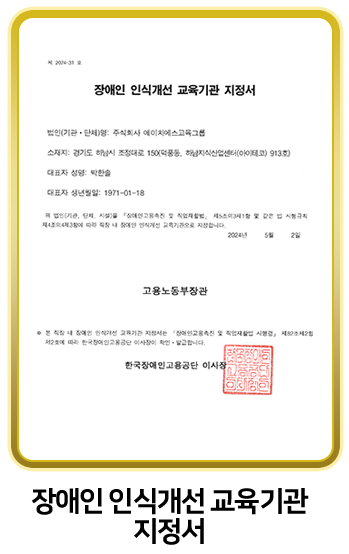 제 2024-31 호
장애인 인식개선 교육기관 지정서
법인(기관·단체)명: 주식회사 에이치에스교육그룹
소재지: 경기도 하남시 조정대로 150(덕풍동, 하남지식산업센터(아이테코) 913호)
대표자 성명: 박한솔
대표자 생년월일: 1971-01-18
위 법인(기관, 단체, 시설)를 「장애인고용촉진 및 직업재활법」 제5조의3제1항 및 같은 법 시행규칙
제4조의4제3항에 따라 직장 내 장애인 인식개선 교육기관으로 지정합니다.
2024년 5월 2일
고용노동부장관
※ 본 직장 내 장애인 인식개선 교육기관 지정서는 「장애인고용촉진 및 직업재활법 시행령」 제82조제2항
제2호에 따라 한국장애인고용공단 이사장이 확인·발급합니다.
한국장애인고용공단 이사장
장애인 인식개선 교육기관
지정서